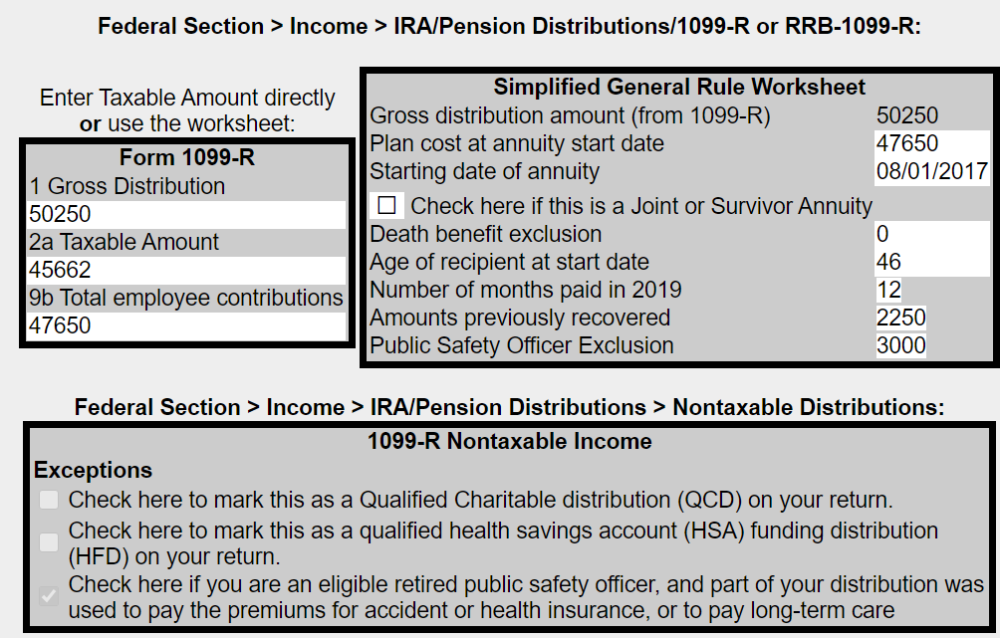 Federal Section > Income > IRA/Pension Distributions/1099-R or RRB-1099-R:
Enter Taxable Amount directly
or use the worksheet:
Form 1099-R
1 Gross Distribution
50250
2a Taxable Amount
45662
9b Total employee contributions
47650
Simplified General Rule Worksheet
Gross distribution amount (from 1099-R) 50250
Plan cost at annuity start date 47650
Starting date of annuity 08/01/2017
Check here if this is a Joint or Survivor Annuity
Death benefit exclusion 0
Age of recipient at start date 46
Number of months paid in 2019 12
Amounts previously recovered 2250
Public Safety Officer Exclusion 3000
Federal Section > Income > IRA/Pension Distributions > Nontaxable Distributions:
1099-R Nontaxable Income
Exceptions
Check here to mark this as a Qualified Charitable distribution (QCD) on your return.
Check here to mark this as a qualified health savings account (HSA) funding distribution
(HFD) on your return.
Check here if you are an eligible retired public safety officer, and part of your distribution was
used to pay the premiums for accident or health insurance, or to pay long-term care